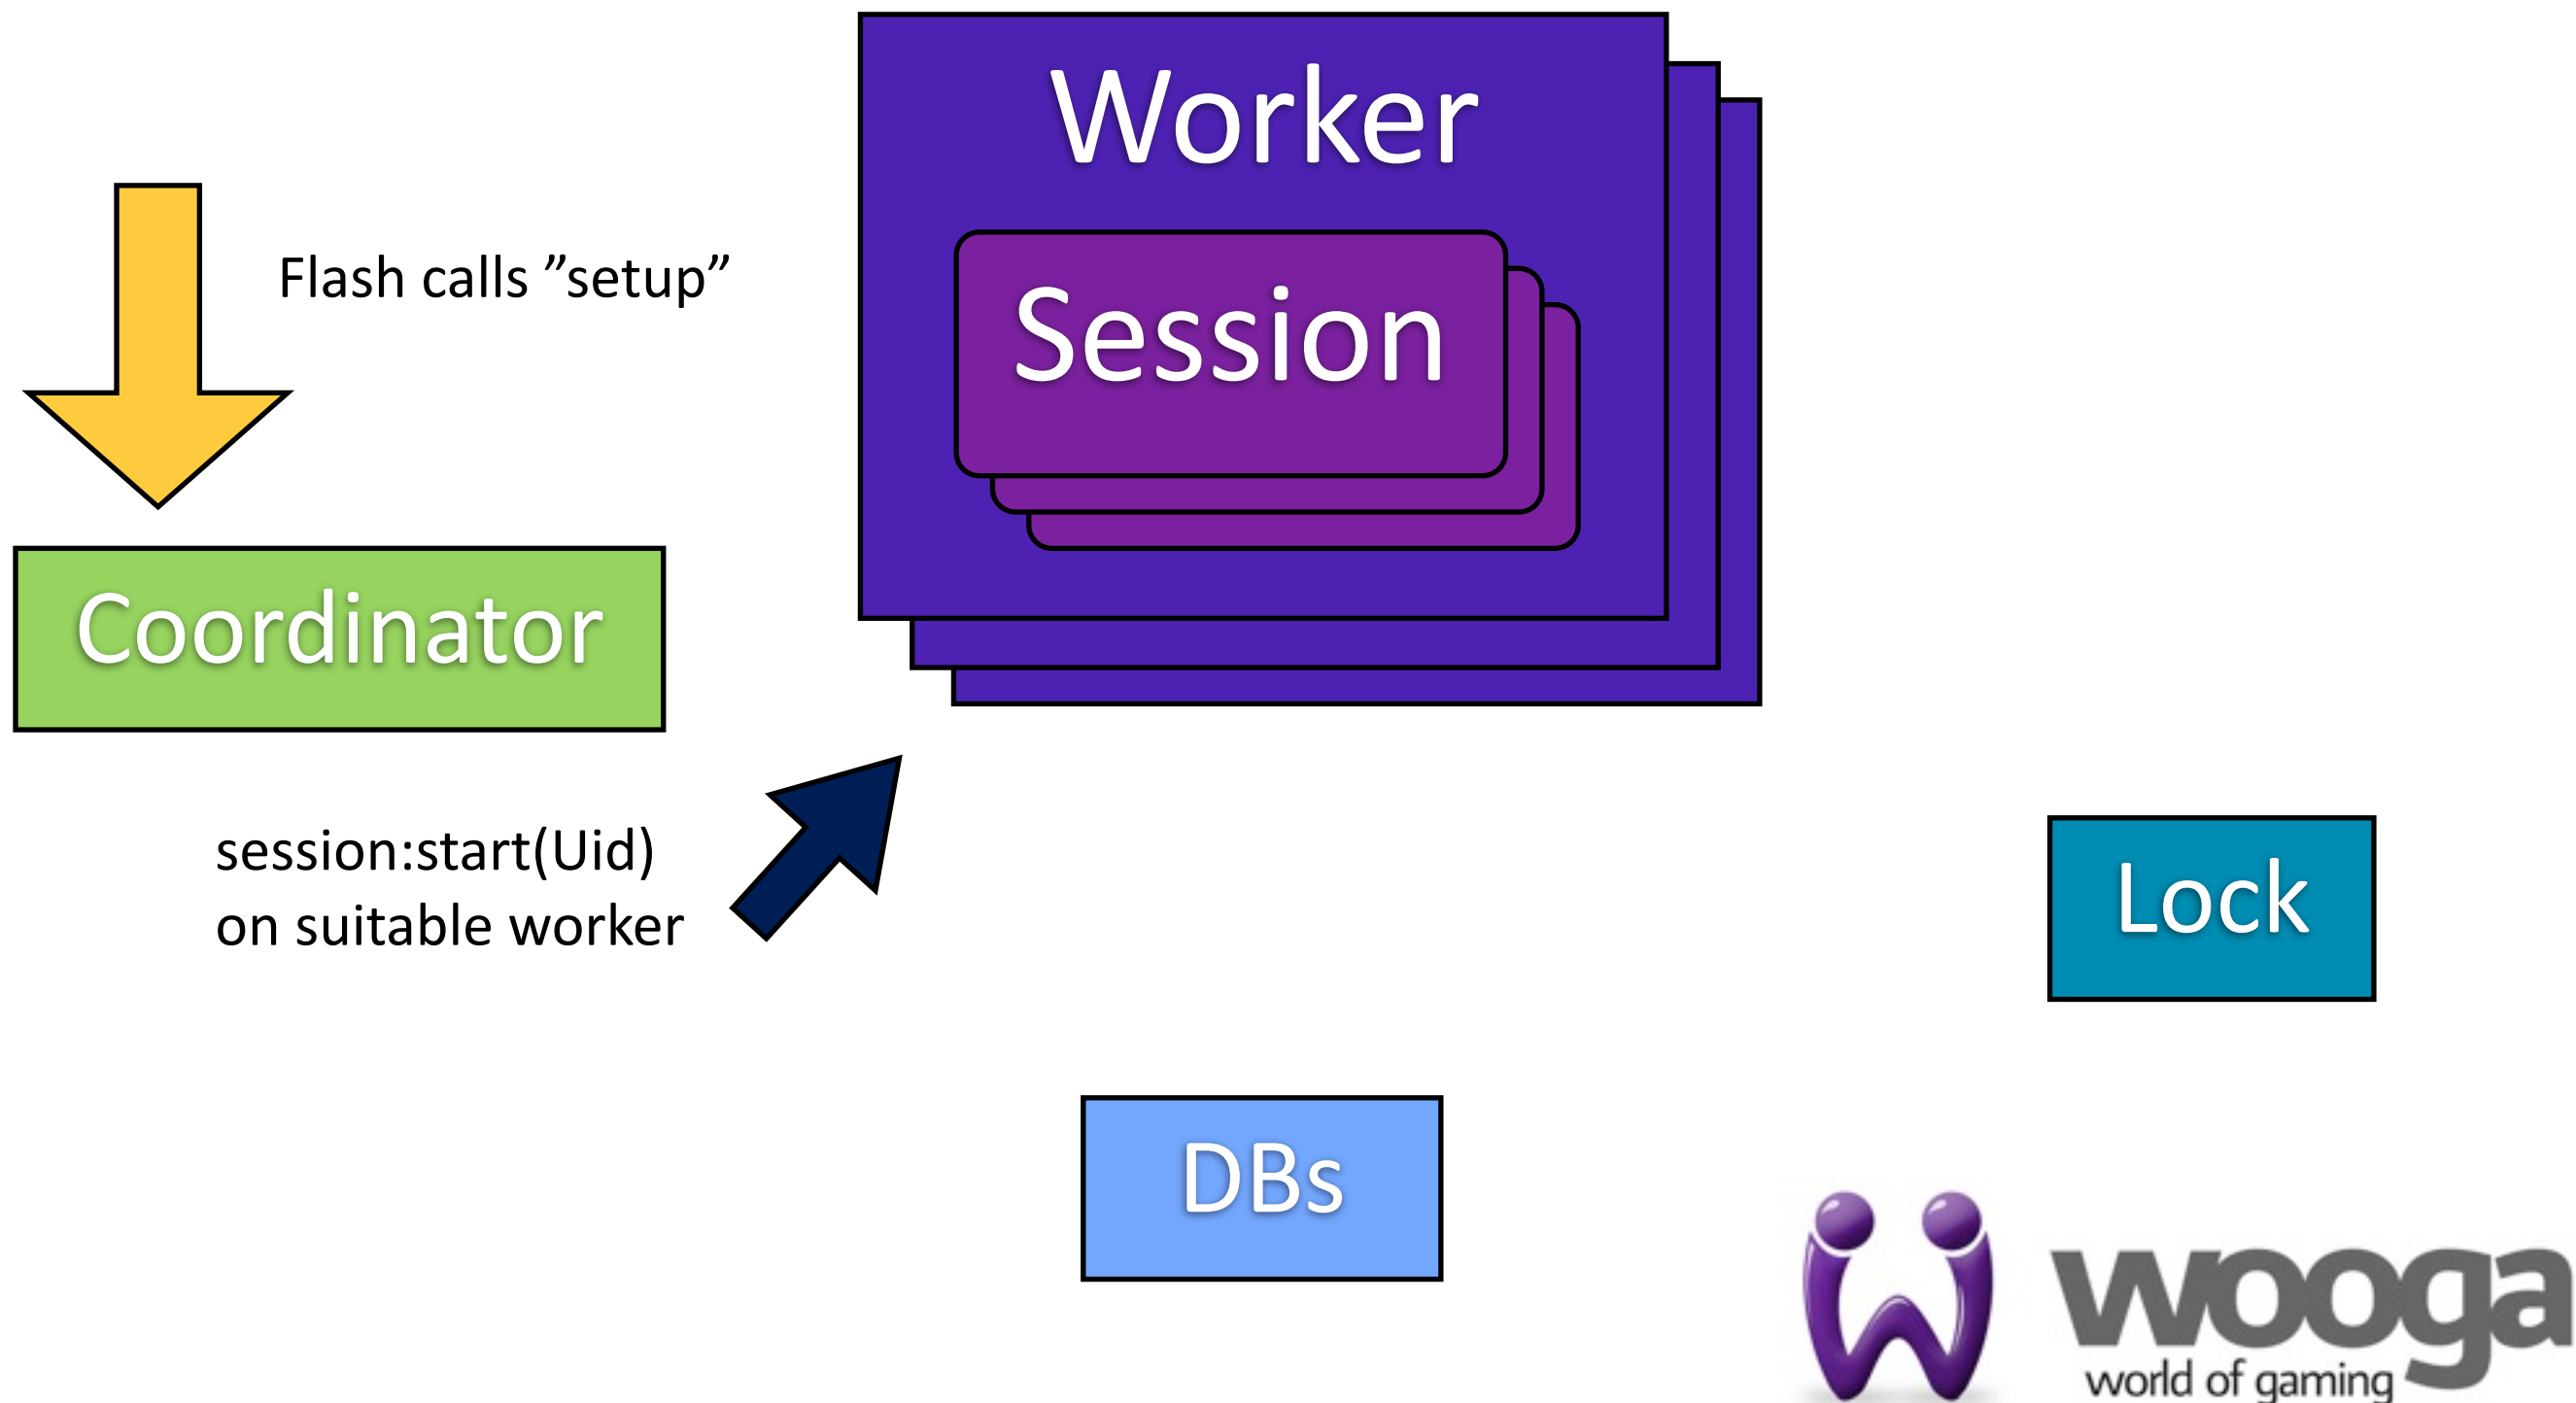 Worker
Flash calls ”setup”
Session
Coordinator
session:start(Uid)
on suitable worker
Lock
DBs
wooga
world of gaming